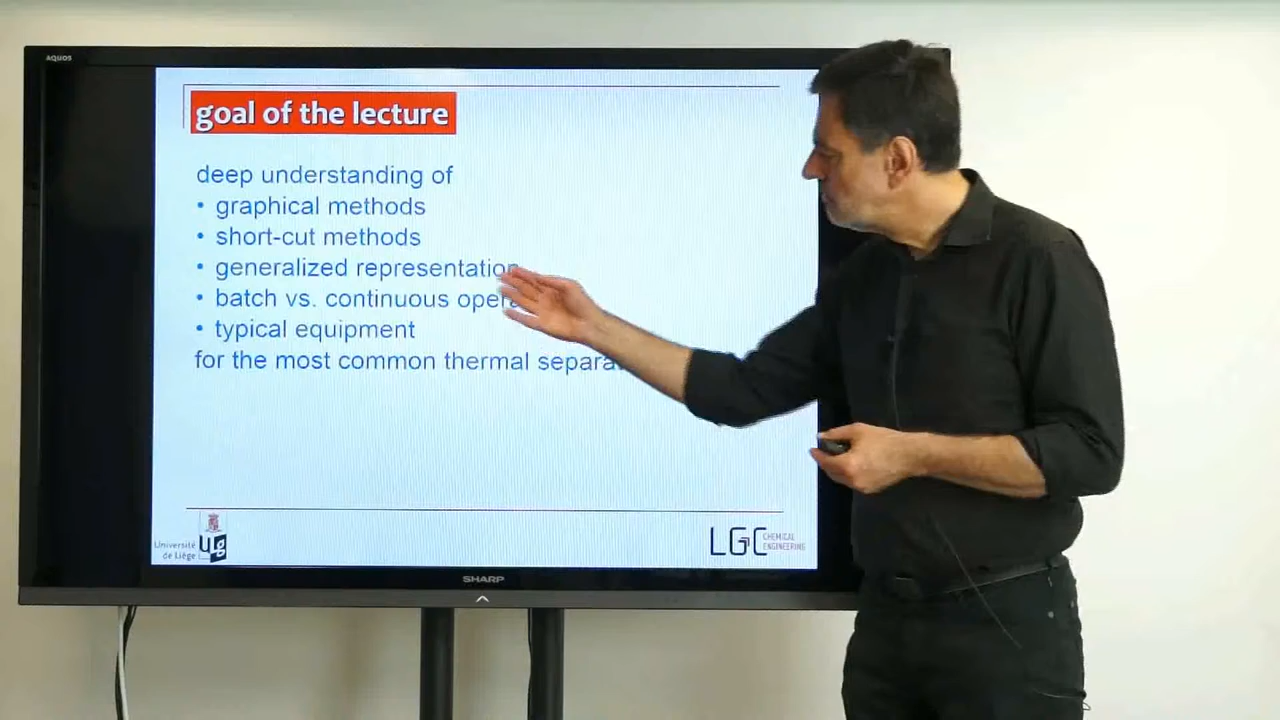 AQUOS
goal of the lecture
deep understanding of
• graphical methods
• short-cut methods
• generalized representation
• batch vs. continuous
• typical equipment
for the most common thermal
Université
de Liège
ULg
LGC
CHEMICAL
ENGINEERING
SHARP